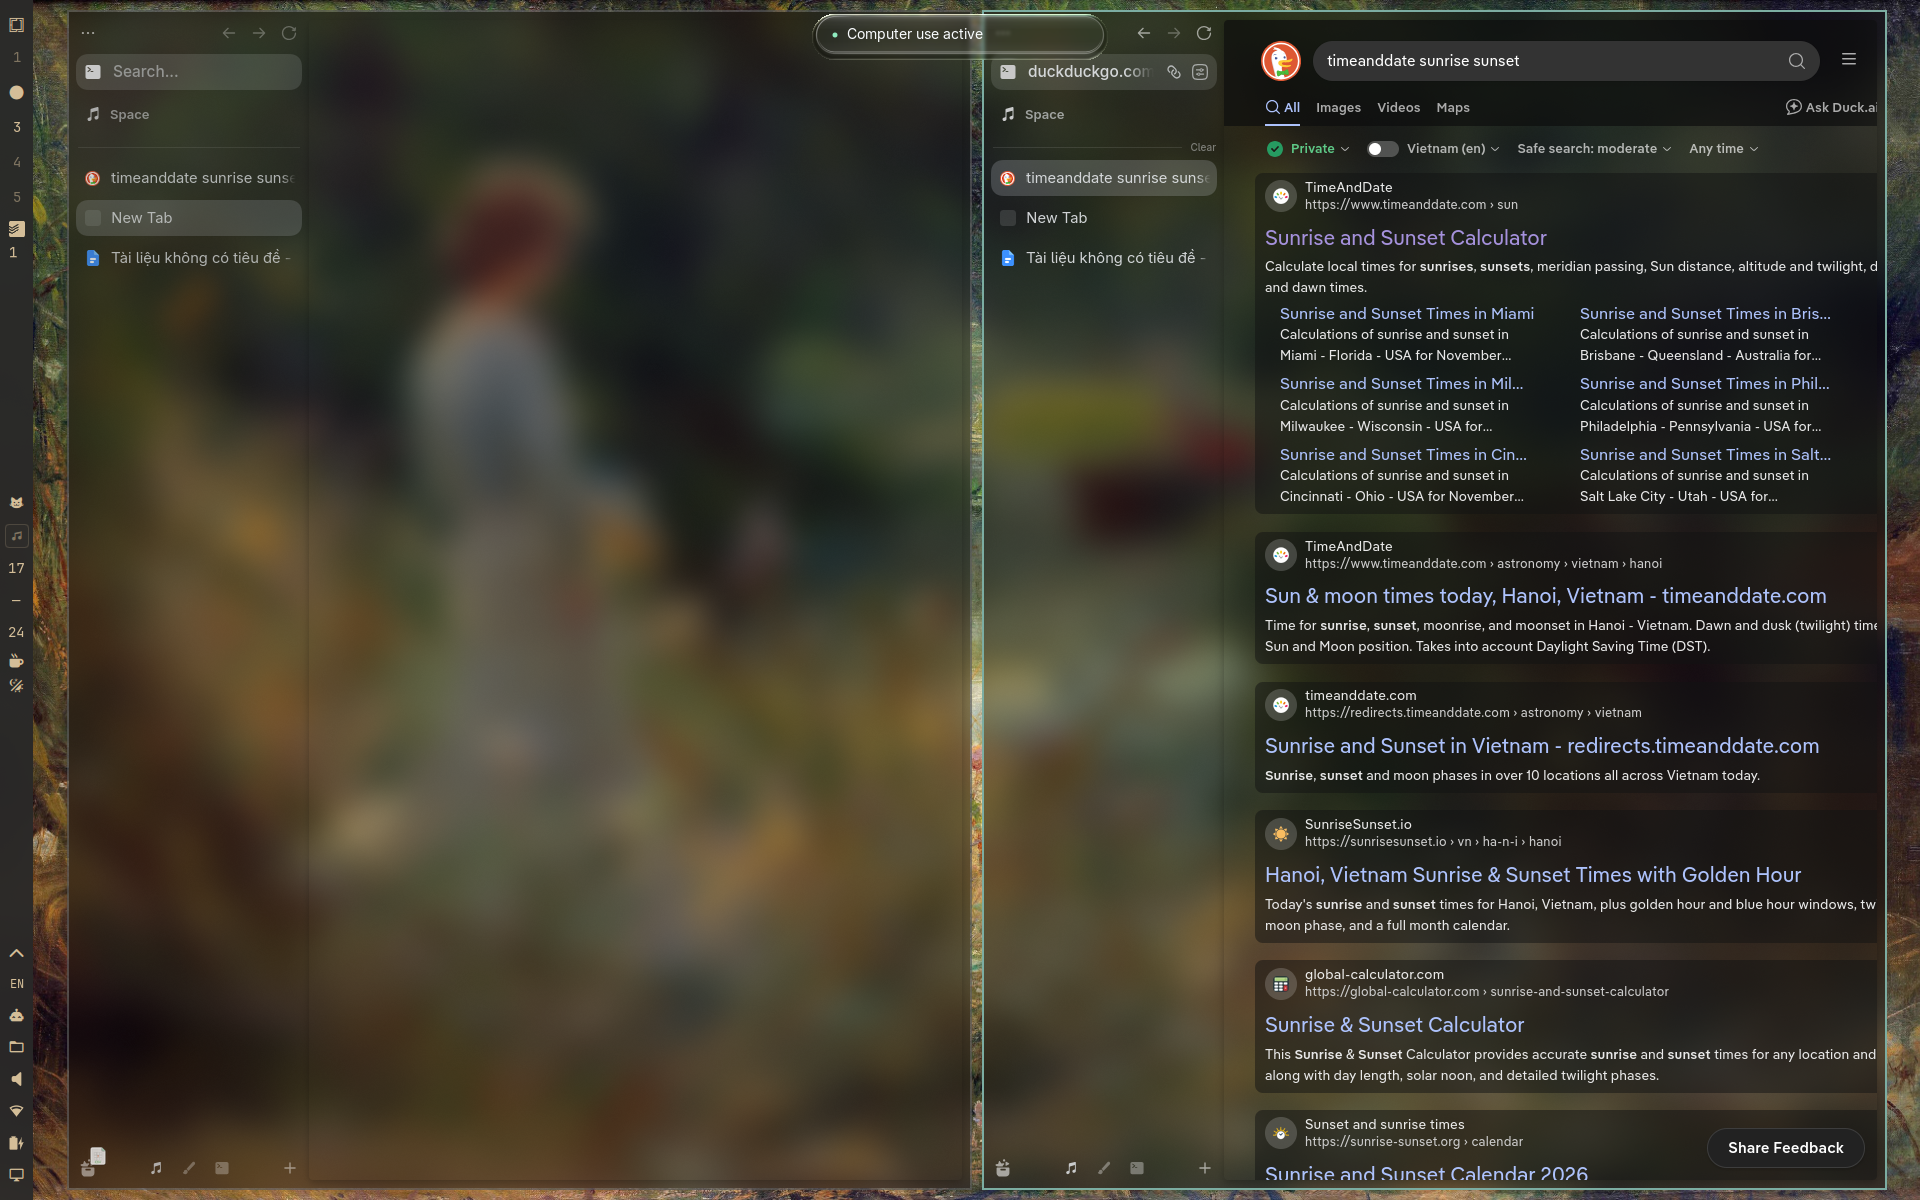 Computer use active
1
3
4
5
1
17
24
EN
Search...
Space
timeanddate sunrise suns
New Tab
Tài liệu không có tiêu đề -
duckduckgo.com
Space
Clear
timeanddate sunrise suns
New Tab
Tài liệu không có tiêu đề -
timeanddate sunrise sunset
All Images Videos Maps Ask Duck.ai
Private Vietnam (en) Safe search: moderate Any time
TimeAndDate
https://www.timeanddate.com › sun
Sunrise and Sunset Calculator
Calculate local times for sunrises, sunsets, meridian passing, Sun distance, altitude and twilight, d
and dawn times.
Sunrise and Sunset Times in Miami
Calculations of sunrise and sunset in
Miami - Florida - USA for November...
Sunrise and Sunset Times in Bris...
Calculations of sunrise and sunset in
Brisbane - Queensland - Australia for...
Sunrise and Sunset Times in Mil...
Calculations of sunrise and sunset in
Milwaukee - Wisconsin - USA for...
Sunrise and Sunset Times in Phil...
Calculations of sunrise and sunset in
Philadelphia - Pennsylvania - USA for...
Sunrise and Sunset Times in Cin...
Calculations of sunrise and sunset in
Cincinnati - Ohio - USA for November...
Sunrise and Sunset Times in Salt...
Calculations of sunrise and sunset in
Salt Lake City - Utah - USA for...
TimeAndDate
https://www.timeanddate.com › astronomy › vietnam › hanoi
Sun & moon times today, Hanoi, Vietnam - timeanddate.com
Time for sunrise, sunset, moonrise, and moonset in Hanoi - Vietnam. Dawn and dusk (twilight) time
Sun and Moon position. Takes into account Daylight Saving Time (DST).
timeanddate.com
https://redirects.timeanddate.com › astronomy › vietnam
Sunrise and Sunset in Vietnam - redirects.timeanddate.com
Sunrise, sunset and moon phases in over 10 locations all across Vietnam today.
SunriseSunset.io
https://sunrisesunset.io › vn › ha-n-i › hanoi
Hanoi, Vietnam Sunrise & Sunset Times with Golden Hour
Today's sunrise and sunset times for Hanoi, Vietnam, plus golden hour and blue hour windows, tw
moon phase, and a full month calendar.
global-calculator.com
https://global-calculator.com › sunrise-and-sunset-calculator
Sunrise & Sunset Calculator
This Sunrise & Sunset Calculator provides accurate sunrise and sunset times for any location and
along with day length, solar noon, and detailed twilight phases.
Sunset and sunrise times
https://sunrise-sunset.org › calendar
Sunrise and Sunset Calendar 2026
Share Feedback